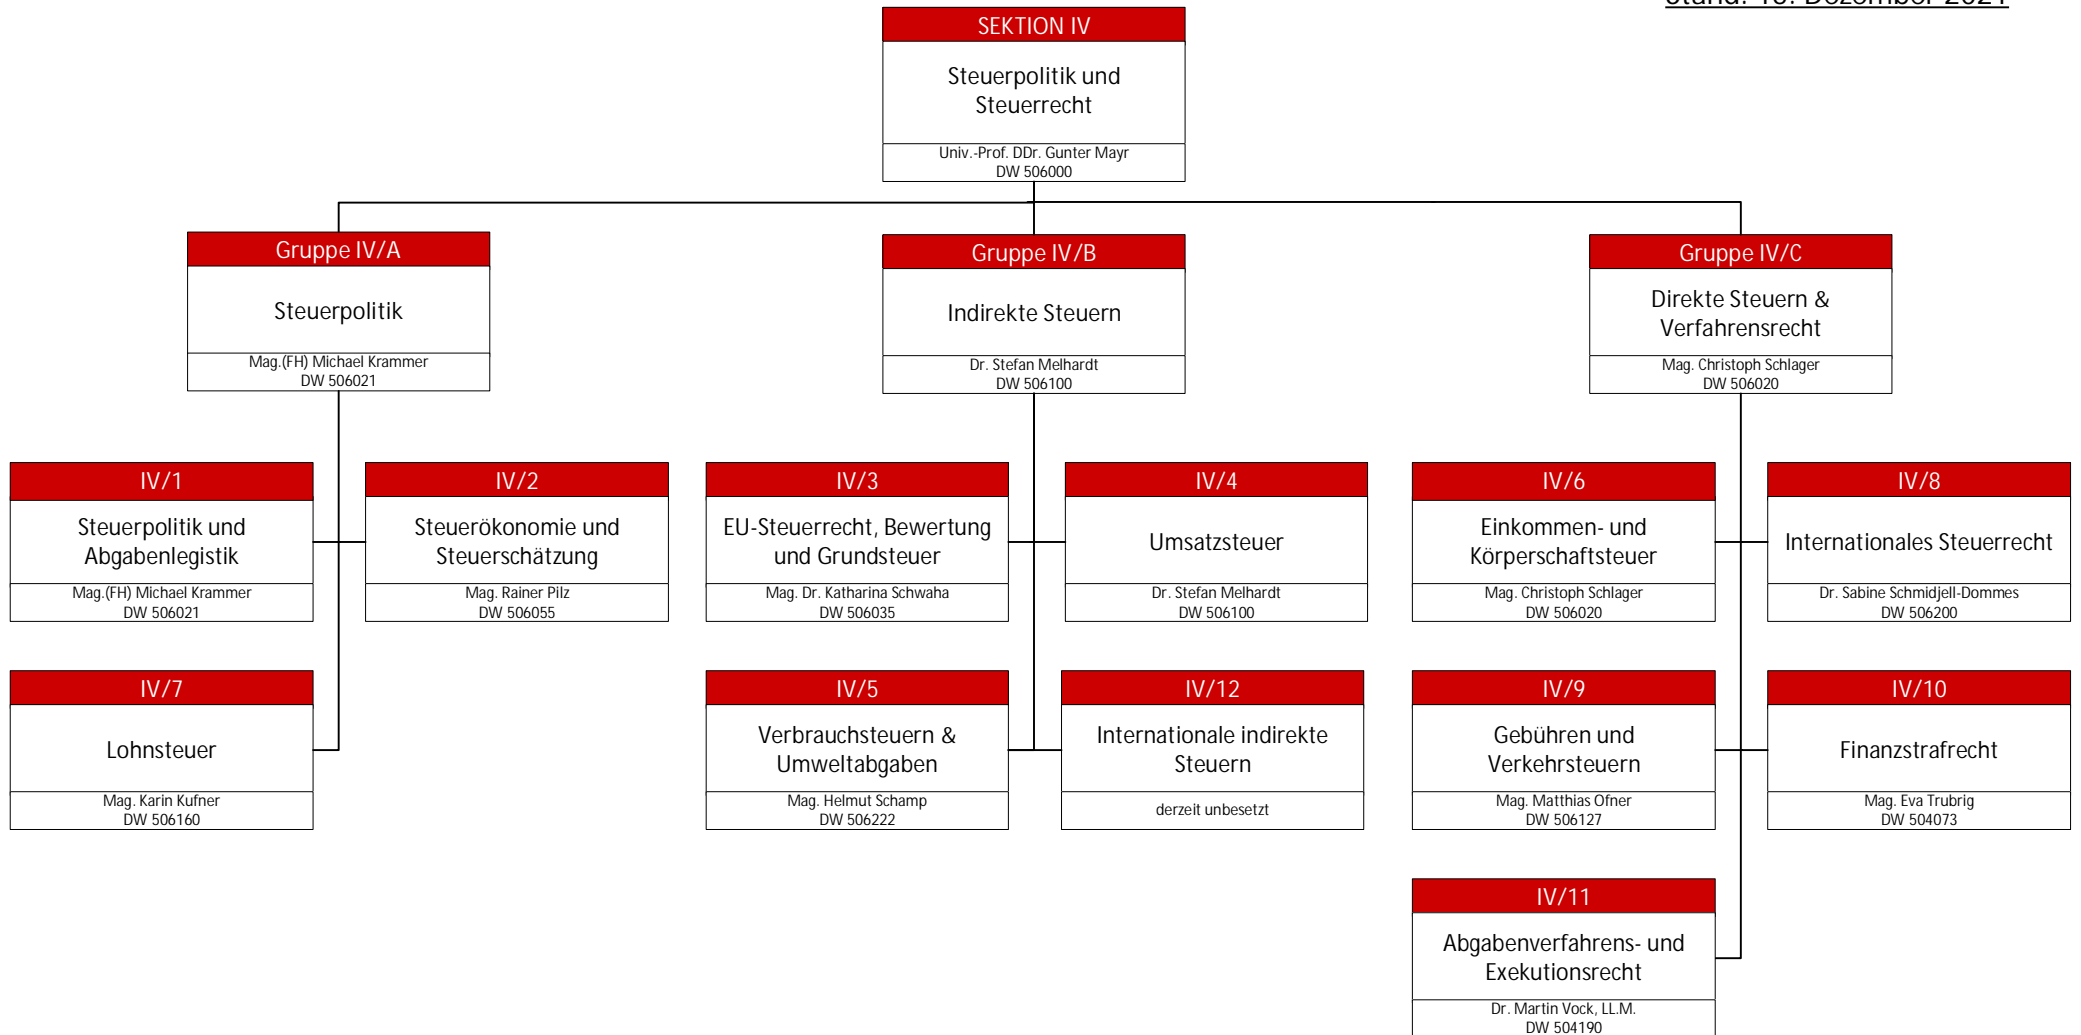 Dezember 2021
SEKTION IV
Steuerpolitik und
Steuerrecht
Univ.-Prof. DDr. Gunter Mayr
DW 506000
Gruppe IV/A
Steuerpolitik
Mag.(FH) Michael Krammer
DW 506021
Gruppe IV/B
Indirekte Steuern
Dr. Stefan Melhardt
DW 506100
Gruppe IV/C
Direkte Steuern &
Verfahrensrecht
Mag. Christoph Schlager
DW 506020
IV/1
Steuerpolitik und
Abgabenlegistik
Mag.(FH) Michael Krammer
DW 506021
IV/2
Steuerökonomie und
Steuerschätzung
Mag. Rainer Pilz
DW 506055
IV/3
EU-Steuerrecht, Bewertung
und Grundsteuer
Mag. Dr. Katharina Schwaha
DW 506035
IV/4
Umsatzsteuer
Dr. Stefan Melhardt
DW 506100
IV/6
Einkommen- und
Körperschaftsteuer
Mag. Christoph Schlager
DW 506020
IV/8
Internationales Steuerrecht
Dr. Sabine Schmidjell-Dommes
DW 506200
IV/7
Lohnsteuer
Mag. Karin Kufner
DW 506160
IV/5
Verbrauchsteuern &
Umweltabgaben
Mag. Helmut Schamp
DW 506222
IV/12
Internationale indirekte
Steuern
derzeit unbesetzt
IV/9
Gebühren und
Verkehrsteuern
Mag. Matthias Ofner
DW 506127
IV/10
Finanzstrafrecht
Mag. Eva Trubrig
DW 504073
IV/11
Abgabenverfahrens- und
Exekutionsrecht
Dr. Martin Vock, LL.M.
DW 504190